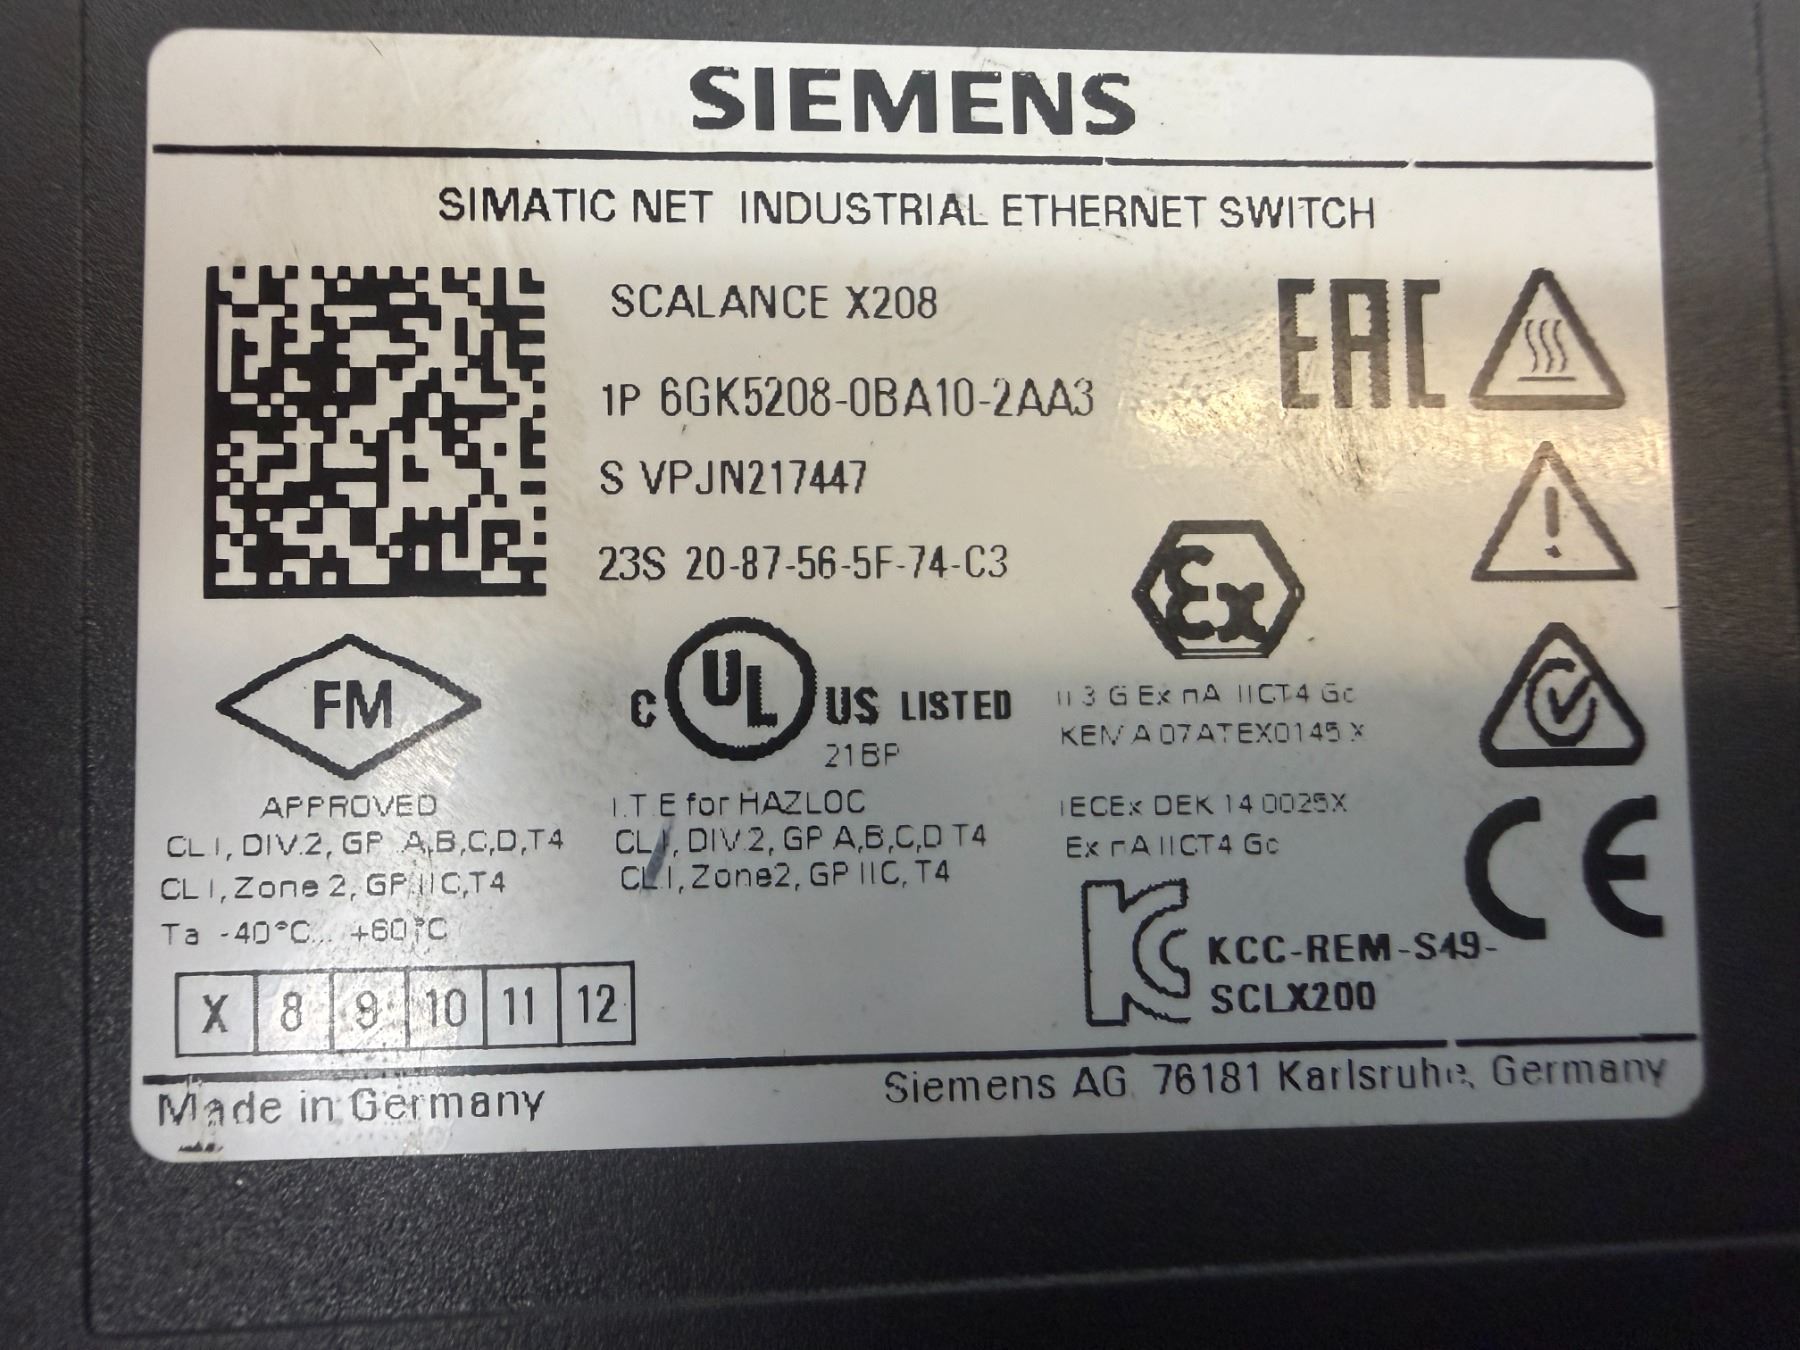 SIEMENS
SIMATIC NET INDUSTRIAL ETHERNET SWITCH
SCALANCE X208
1P 6GK5208-0BA10-2AA3
S VPJN217447
23S 20-87-56-5F-74-C3
EAC
Ex
FM
APPROVED
CL I, DIV.2, GP A,B,C,D,T4
CL I, Zone 2, GP IIC,T4
Ta -40°C... +60°C
C UL US LISTED
21BP
I.T.E for HAZLOC
CL I, DIV 2, GP A,B,C,D T4
CL I, Zone2, GP IIC, T4
II 3 G Ex nA IICT4 Gc
KEMA 07ATEX0145 X
IECEx DEK 14 0025X
Ex nA IICT4 Gc
CE
KC KCC-REM-S49-
SCLX200
X 8 9 10 11 12
Made in Germany
Siemens AG 76181 Karlsruhe, Germany